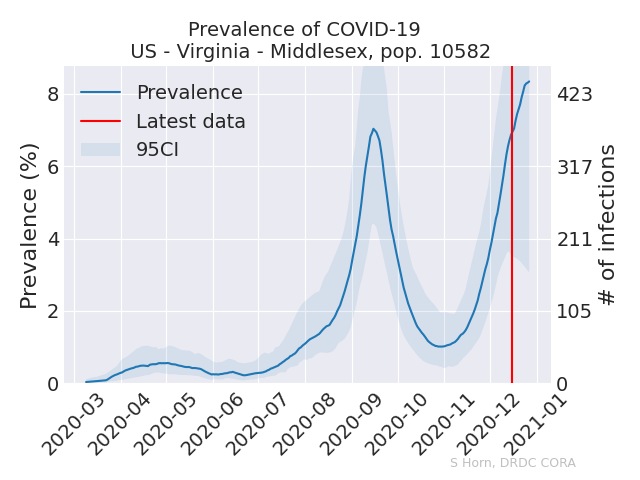 Prevalence of COVID-19
US - Virginia - Middlesex, pop. 10582
Prevalence
Latest data
95CI
Prevalence (%)
8
6
4
2
0
423
317
211
105
0
# of infections
2020-03
2020-04
2020-05
2020-06
2020-07
2020-08
2020-09
2020-10
2020-11
2020-12
2021-01
S Horn, DRDC CORA